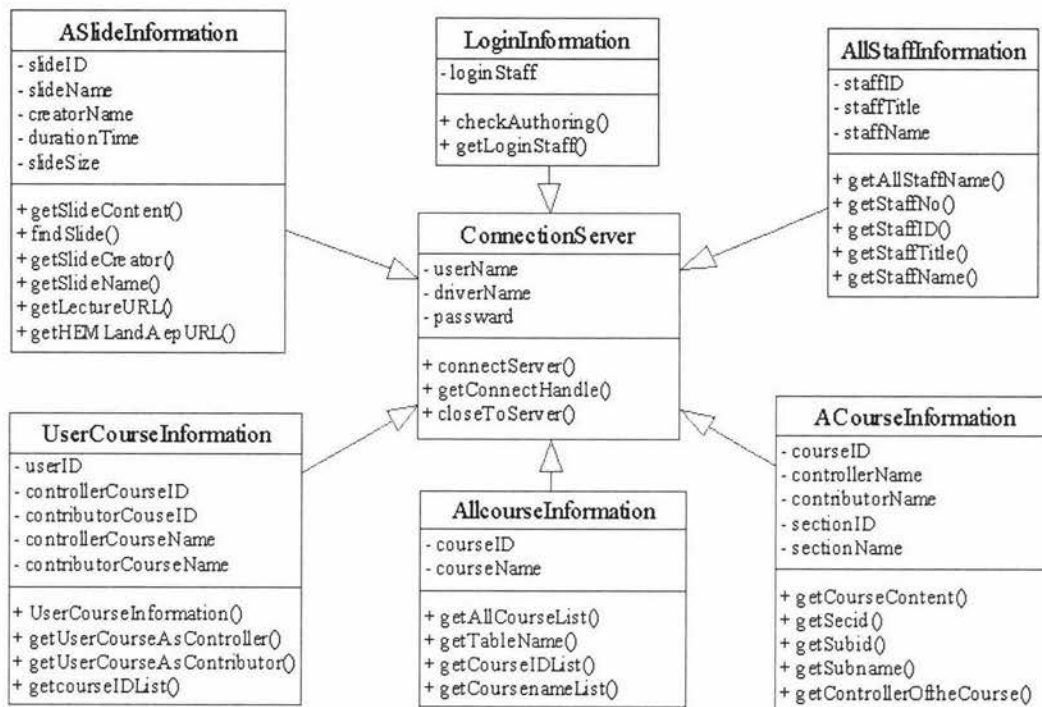 ASlideInformation
- slideID
- slideName
- creatorName
- durationTime
- slideSize
+ getSlideContent()
+ findSlide()
+ getSlideCreator()
+ getSlideName()
+ getLectureURL()
+ getHEMLandAepURL()
LoginInformation
- loginStaff
+ checkAuthoring()
+ getLoginStaff()
AllStaffInformation
- staffID
- staffTitle
- staffName
+ getAllStaffName()
+ getStaffNo()
+ getStaffID()
+ getStaffTitle()
+ getStaffName()
ConnectionServer
- userName
- driverName
- passward
+ connectServer()
+ getConnectHandle()
+ closeToServer()
UserCourseInformation
- userID
- controllerCourseID
- contributorCouseID
- controllerCourseName
- contributorCourseName
+ UserCourseInformation()
+ getUserCourseAsController()
+ getUserCourseAsContributor()
+ getcourseIDList()
AllcourseInformation
- courseID
- courseName
+ getAllCourseList()
+ getTableName()
+ getCourseIDList()
+ getCoursenameList()
ACourseInformation
- courseID
- controllerName
- contributorName
- sectionID
- sectionName
+ getCourseContent()
+ getSecid()
+ getSubid()
+ getSubname()
+ getControllerOftheCourse()